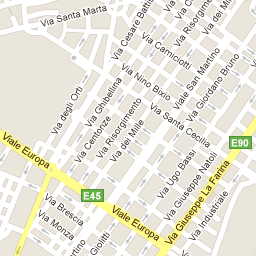 Via Santa Marta
Via Cesare Batti
Via Risorgim
Via dei Mille
Via Camiciotti
Via Nino Bixio
Via degli Orti
Via Ghibellina
Viale San Martino
Via Giordano Bruno
Via Centonze
Via Risorgimento
Via dei Mille
Via Santa Cecilia
E90
Viale Europa
E45
Via Ugo Bassi
Via Giuseppe Natoli
Via Giuseppe La Farina
Via Industriale
Viale Europa
Via Brescia
Via Monza
Giolitti